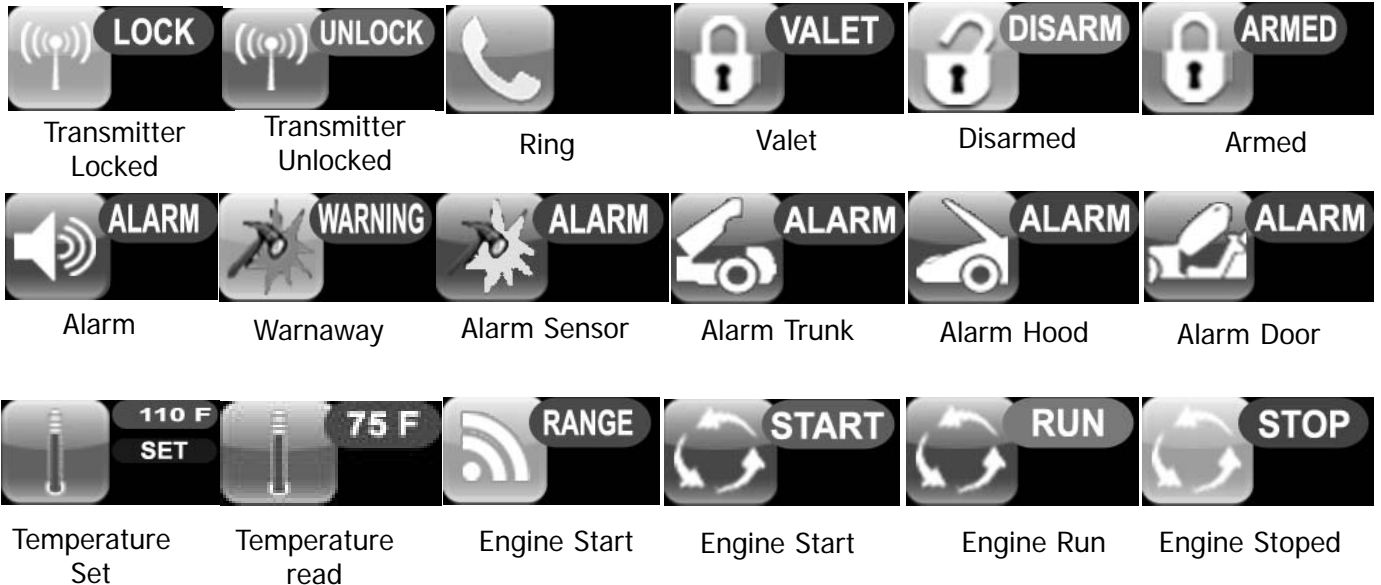 LOCK UNLOCK VALET DISARM ARMED
Transmitter Locked
Transmitter Unlocked
Ring
Valet
Disarmed
Armed
ALARM WARNING ALARM ALARM ALARM ALARM
Alarm
Warnaway
Alarm Sensor
Alarm Trunk
Alarm Hood
Alarm Door
110 F
SET
75 F
RANGE
START
RUN
STOP
Temperature
Set
Temperature
read
Engine Start
Engine Start
Engine Run
Engine Stoped